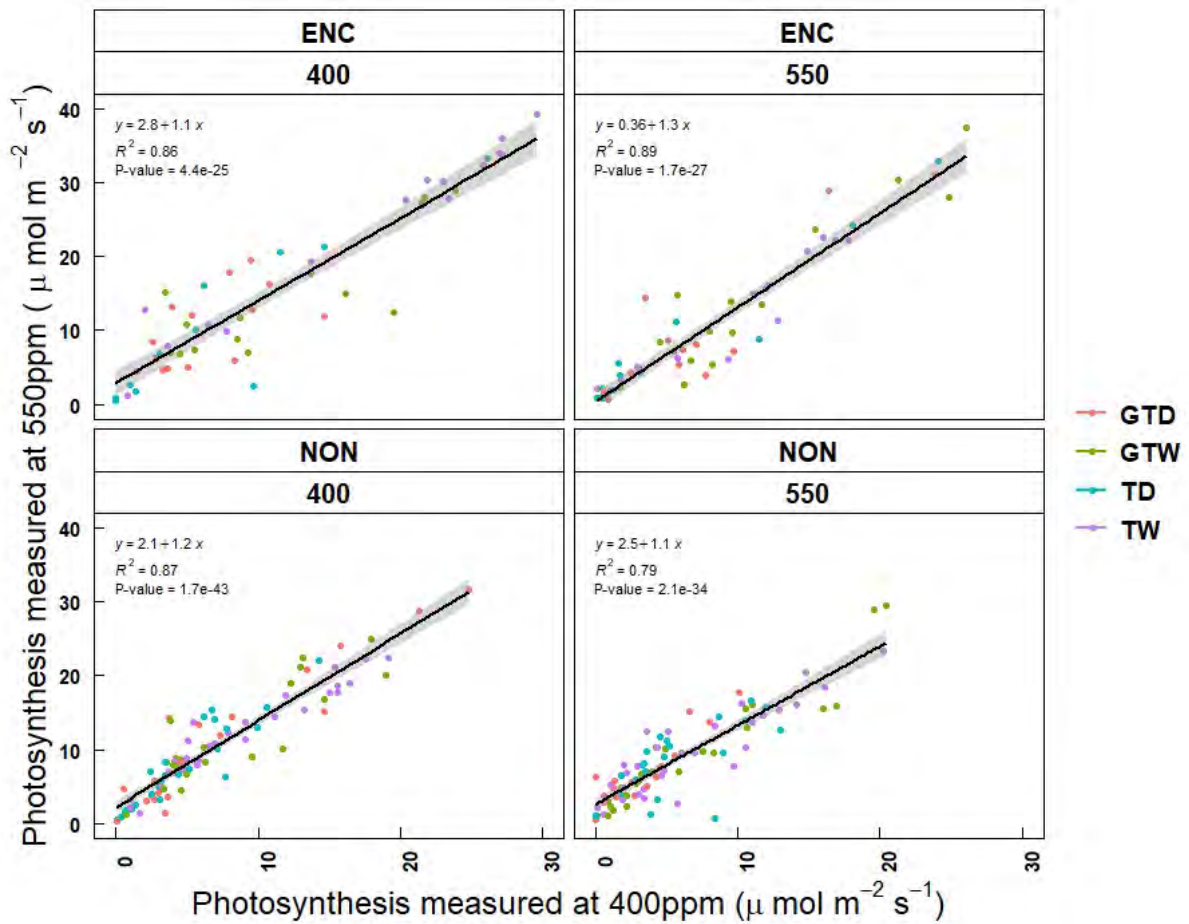 ENC
400
y = 2.8 + 1.1 x
R² = 0.86
P-value = 4.4e-25
ENC
550
y = 0.36 + 1.3 x
R² = 0.89
P-value = 1.7e-27
40
30
20
10
0
NON
400
y = 2.1 + 1.2 x
R² = 0.87
P-value = 1.7e-43
NON
550
y = 2.5 + 1.1 x
R² = 0.79
P-value = 2.1e-34
40
30
20
10
0
0
10
20
30
0
10
20
30
Photosynthesis measured at 550ppm ( μ mol m ⁻² s⁻¹)
Photosynthesis measured at 400ppm (μ mol m ⁻² s⁻¹)
GTD
GTW
TD
TW